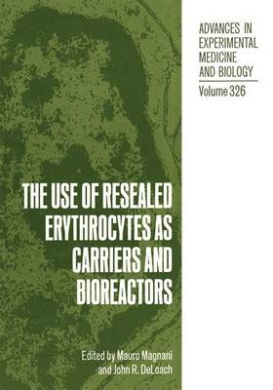 ADVANCES IN
EXPERIMENTAL
MEDICINE
AND BIOLOGY
Volume 326
THE USE OF RESEALED
ERYTHROCYTES AS
CARRIERS AND
BIOREACTORS
Edited by Mauro Magnani
and John R. DeLoach